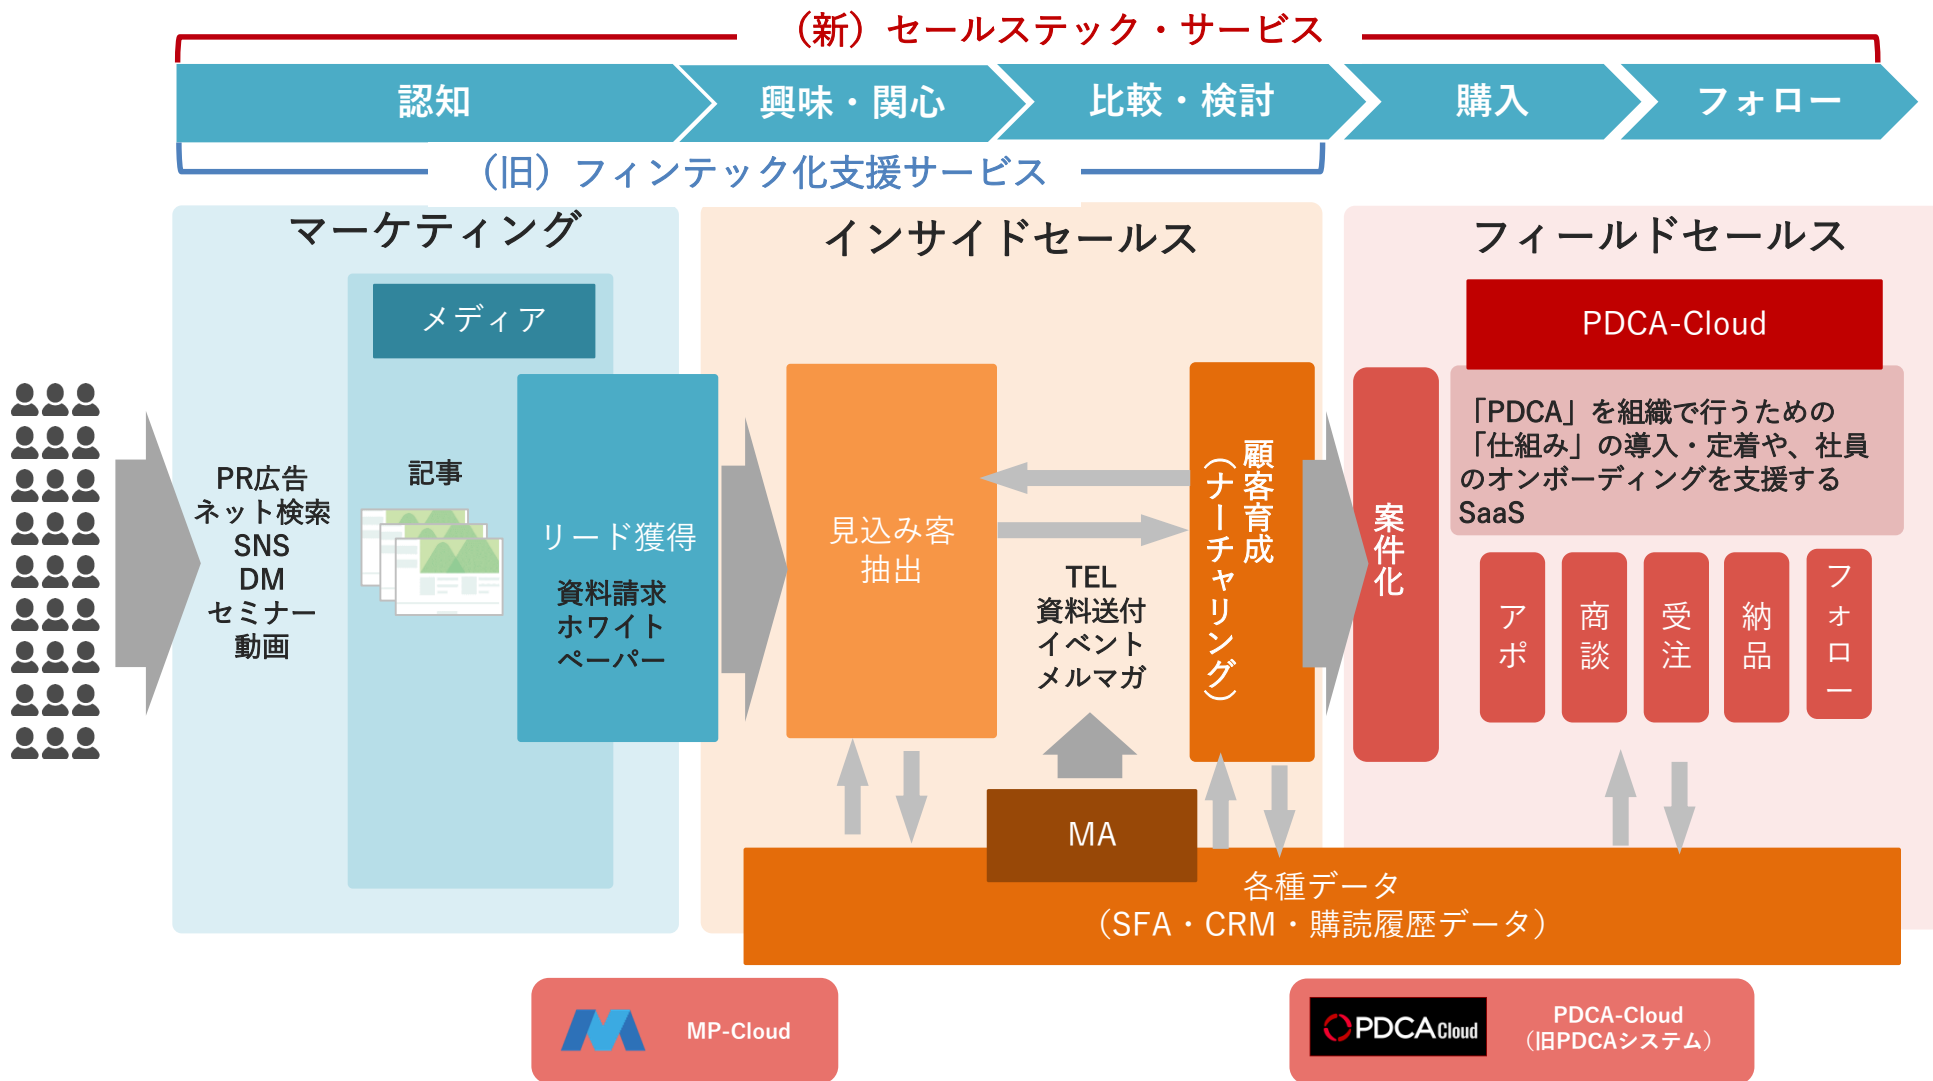 （新）セールステック・サービス
認知
興味・関心
比較・検討
購入
フォロー
（旧）フィンテック化支援サービス
マーケティング
メディア
PR広告
ネット検索
SNS
DM
セミナー
動画
記事
リード獲得
資料請求
ホワイト
ペーパー
インサイドセールス
見込み客
抽出
TEL
資料送付
イベント
メルマガ
顧客育成
（ナーチャリング）
MA
フィールドセールス
案件化
PDCA-Cloud
「PDCA」を組織で行うための
「仕組み」の導入・定着や、社員
のオンボーディングを支援する
SaaS
アポ
商談
受注
納品
フォロー
各種データ
（SFA・CRM・購読履歴データ）
MP-Cloud
PDCA Cloud
PDCA-Cloud
（旧PDCAシステム）